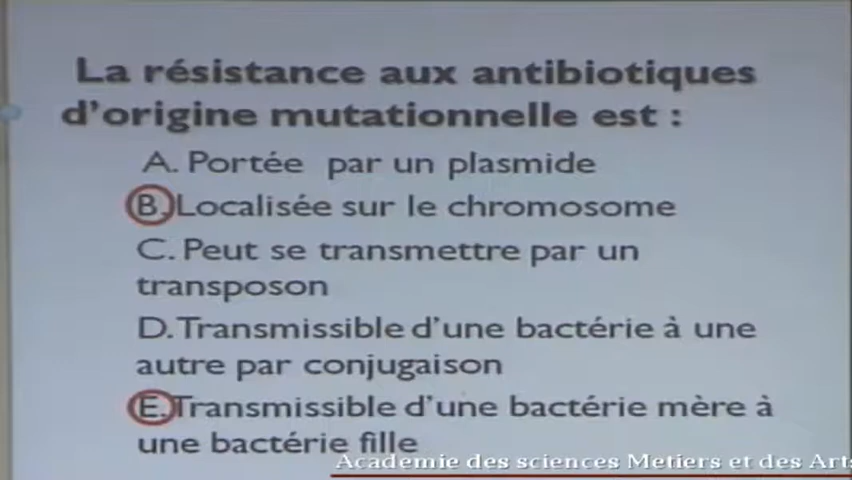 La résistance aux antibiotiques
d'origine mutationnelle est :
A. Portée par un plasmide
B. Localisée sur le chromosome
C. Peut se transmettre par un
transposon
D. Transmissible d'une bactérie à une
autre par conjugaison
E. Transmissible d'une bactérie mère à
une bactérie fille
Academie des sciences Metiers et des Arts